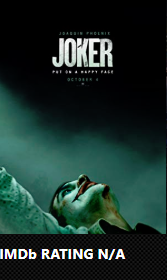 JOAQUIN PHOENIX
JOKER
PUT ON A HAPPY FACE
OCTOBER 4
IMDb RATING N/A